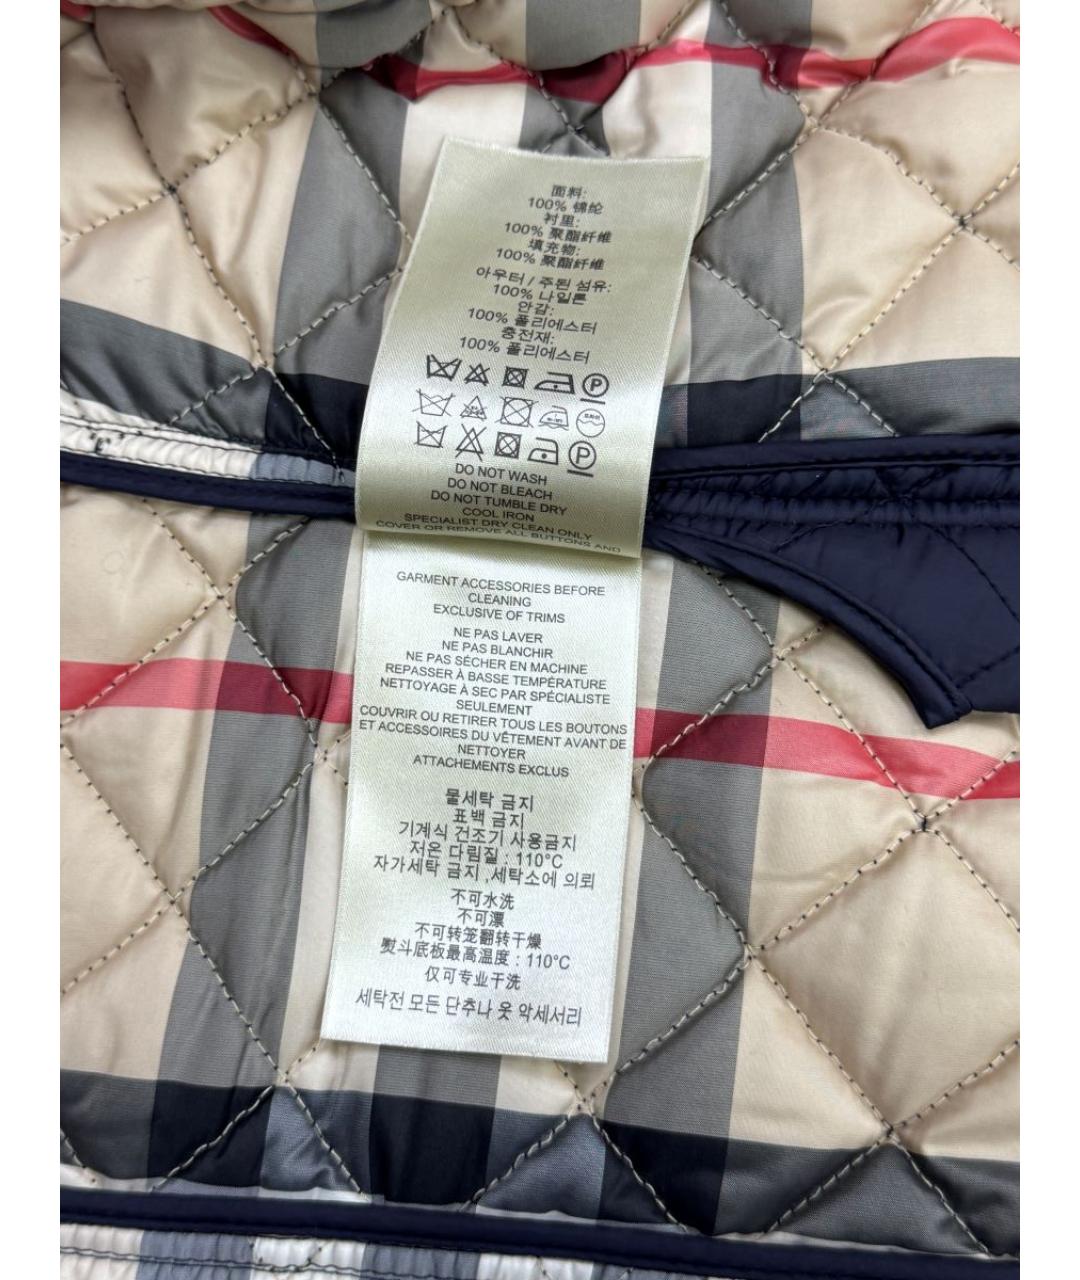 面料:
100% 锦纶
衬里:
100% 聚酯纤维
填充物:
100% 聚酯纤维
아우터 / 주된 섬유:
100% 나일론
안감:
100% 폴리에스터
충전재:
100% 폴리에스터
P
P
DO NOT WASH
DO NOT BLEACH
DO NOT TUMBLE DRY
COOL IRON
SPECIALIST DRY CLEAN ONLY
COVER OR REMOVE ALL BUTTONS AND
GARMENT ACCESSORIES BEFORE
CLEANING
EXCLUSIVE OF TRIMS
NE PAS LAVER
NE PAS BLANCHIR
NE PAS SÉCHER EN MACHINE
REPASSER À BASSE TEMPÉRATURE
NETTOYAGE À SEC PAR SPÉCIALISTE
SEULEMENT
COUVRIR OU RETIRER TOUS LES BOUTONS
ET ACCESSOIRES DU VÊTEMENT AVANT DE
NETTOYER
ATTACHEMENTS EXCLUS
물세탁 금지
표백 금지
기계식 건조기 사용금지
저온 다림질 : 110°C
자가세탁 금지 ,세탁소에 의뢰
不可水洗
不可漂
不可转笼翻转干燥
熨斗底板最高温度 : 110°C
仅可专业干洗
세탁전 모든 단추나 옷 악세서리